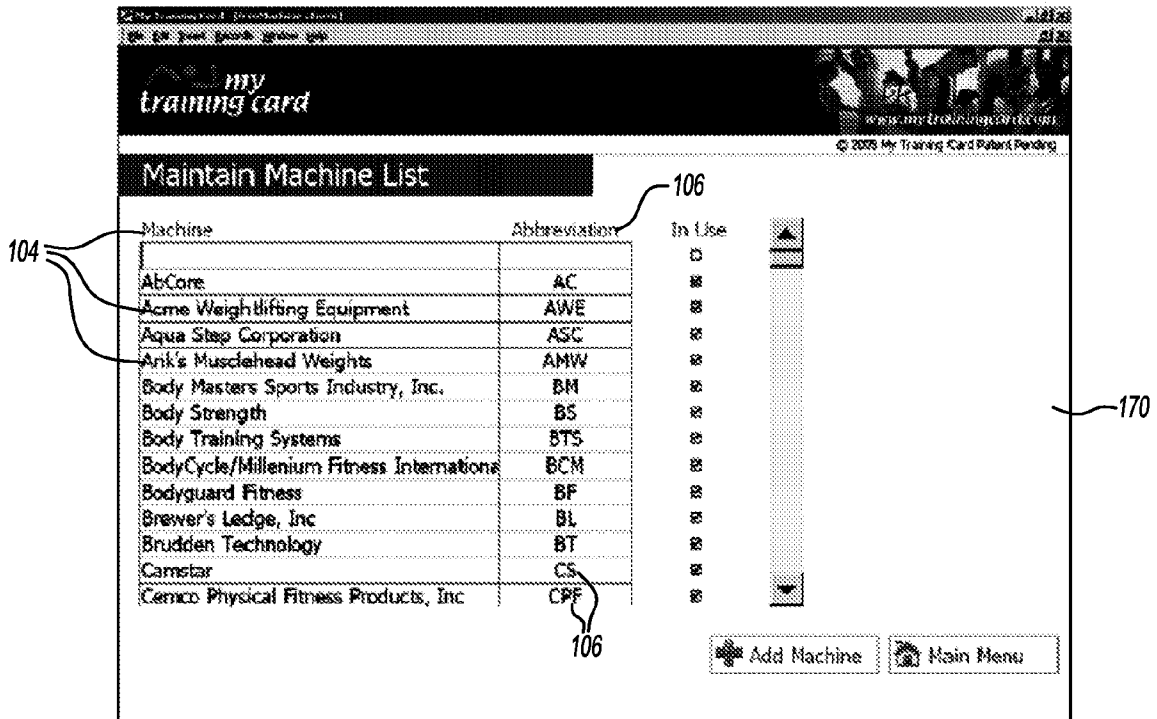 My Training Card
my
training card
www.mytrainingcard.com
© 2005 My Training Card Patent Pending
Maintain Machine List
106
104
Machine Abbreviation In Use
AbCore AC
Acme Weightlifting Equipment AWE
Aqua Step Corporation ASC
Arik's Musclehead Weights AMW
Body Masters Sports Industry, Inc. BM
Body Strength BS
170
Body Training Systems BTS
BodyCycle/Millenium Fitness Internationa BCM
Bodyguard Fitness BF
Brewer's Ledge, Inc BL
Brudden Technology BT
Camstar CS
Cemco Physical Fitness Products, Inc CPF
106
Add Machine Main Menu